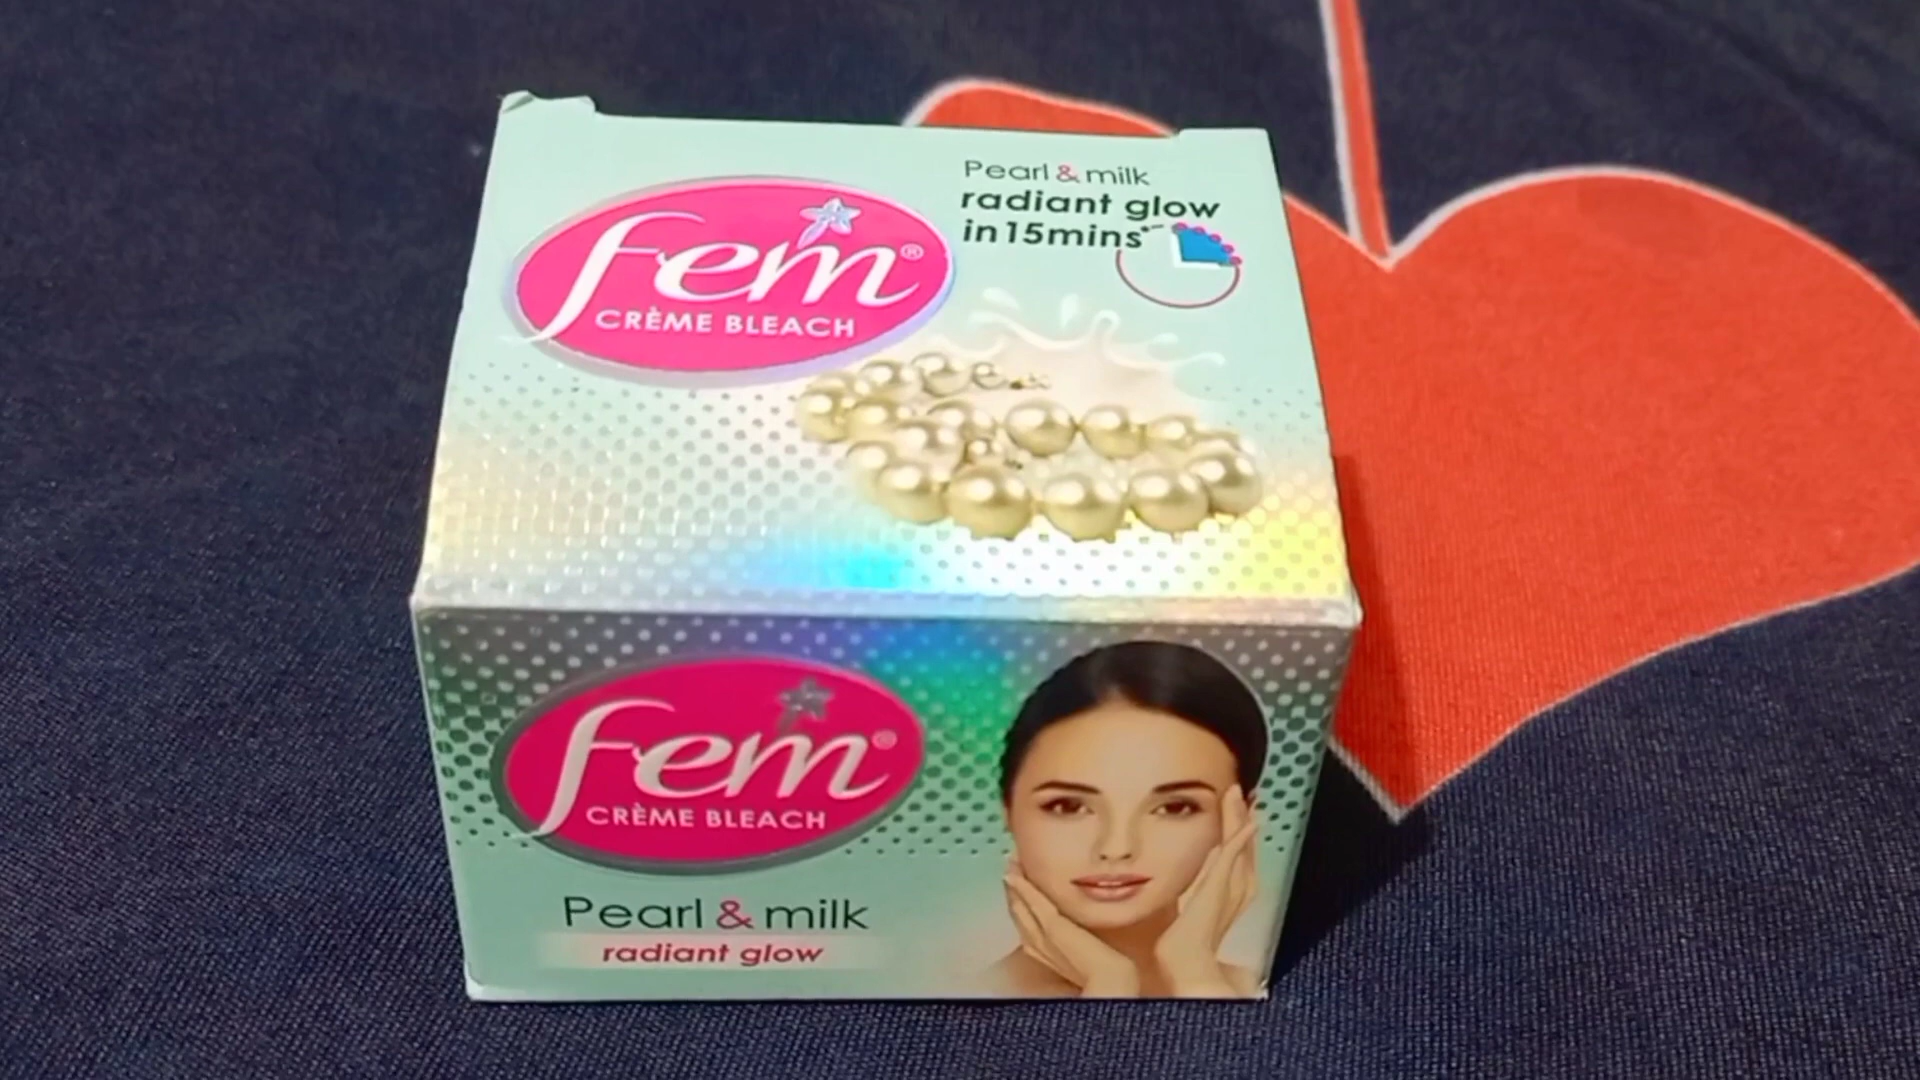 fem®
CRÈME BLEACH
Pearl & milk
radiant glow
in 15mins*~
fem®
CRÈME BLEACH
Pearl & milk
radiant glow